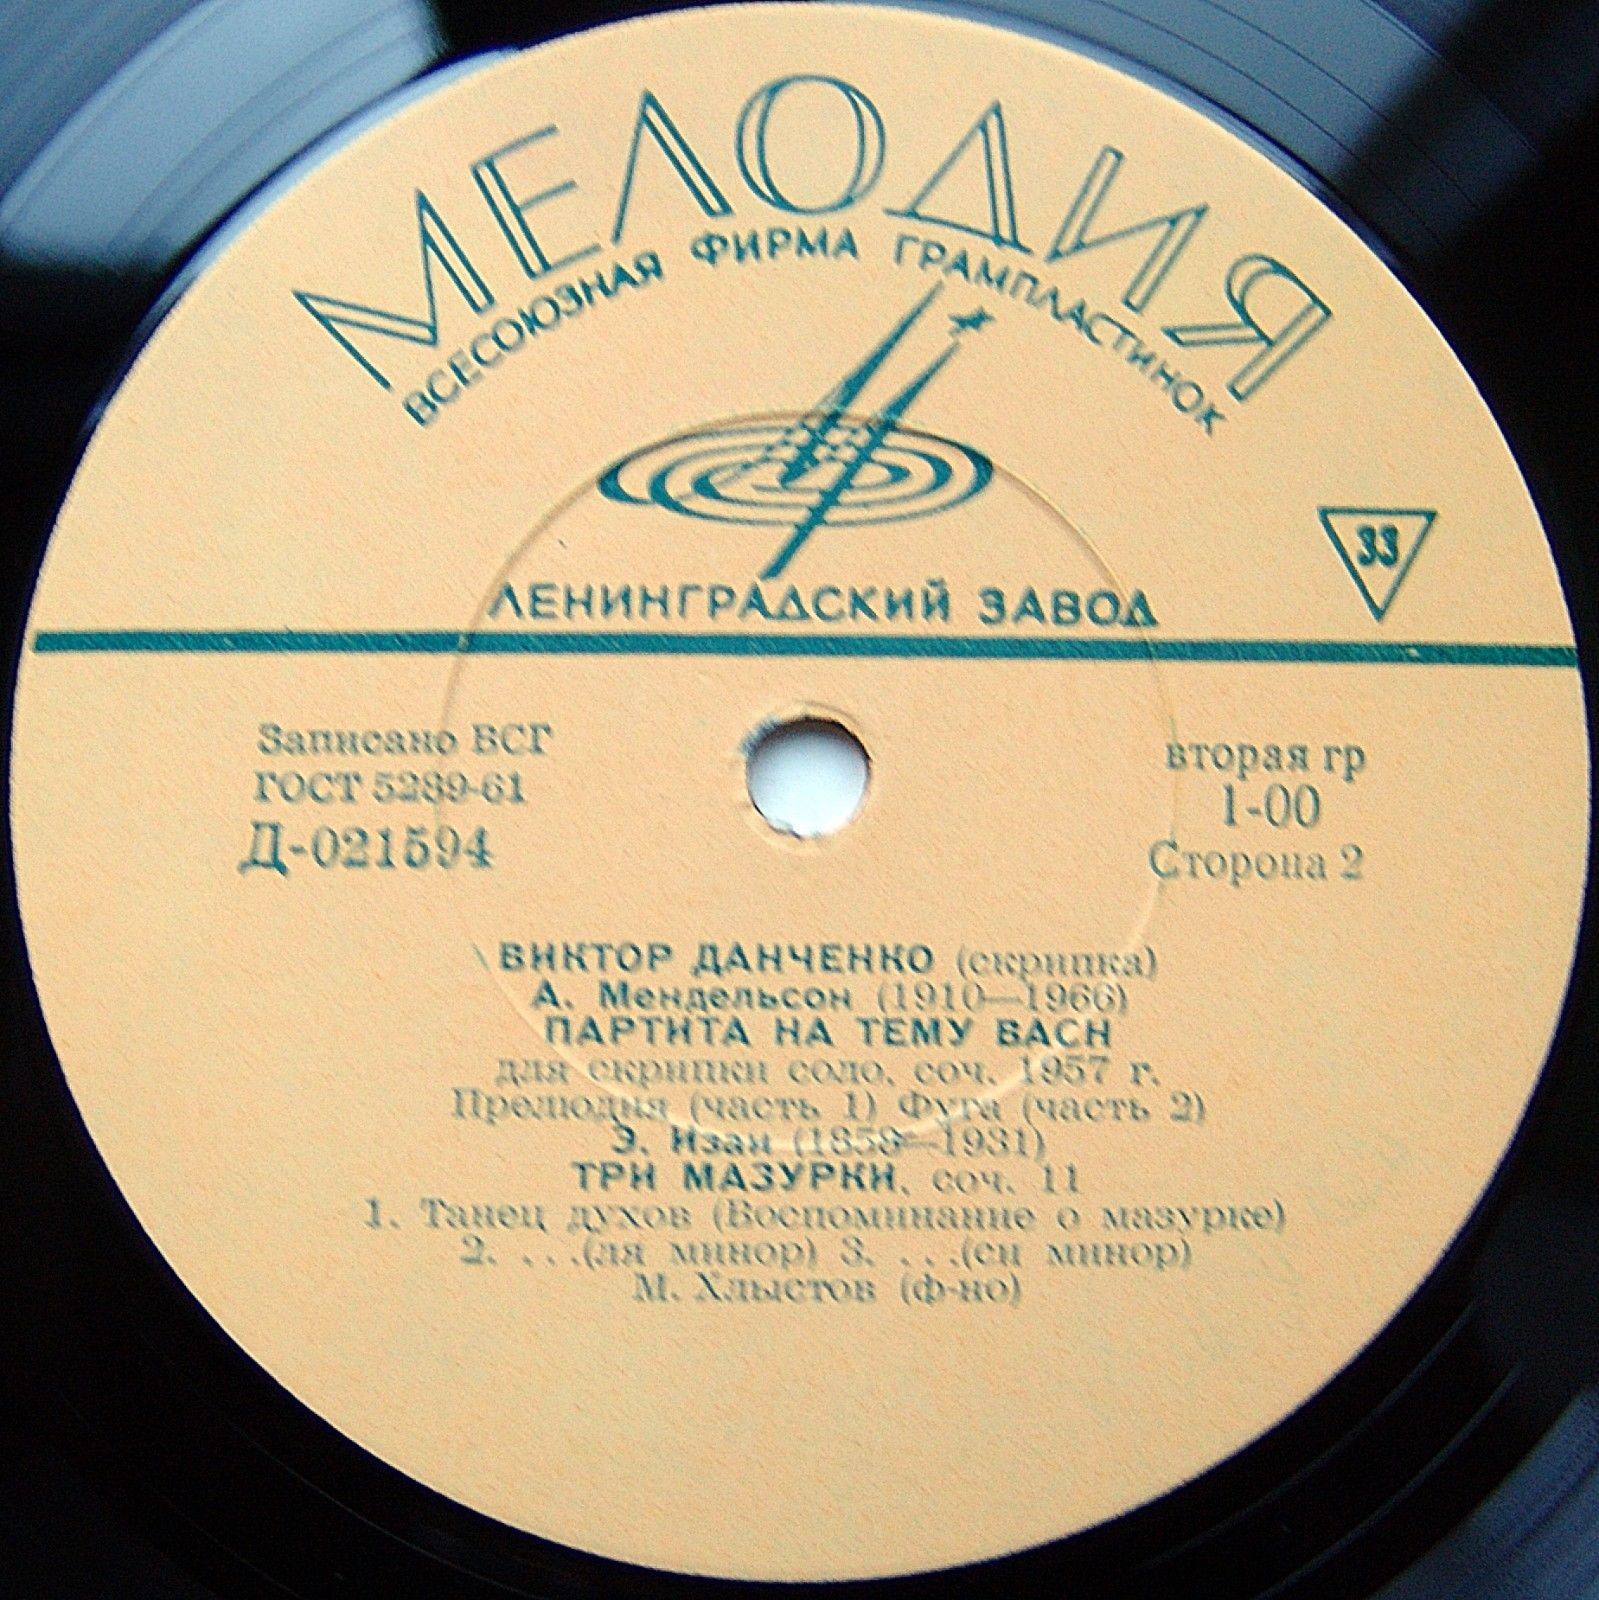 МЕЛОДИЯ
ВСЕСОЮЗНАЯ ФИРМА ГРАМПЛАСТИНОК
33
ЛЕНИНГРАДСКИЙ ЗАВОД
Записано ВСГ
ГОСТ 5289-61
Д-021594
вторая гр
1-00
Сторона 2
ВИКТОР ДАНЧЕНКО (скрипка)
А. Мендельсон (1910—1966)
ПАРТИТА НА ТЕМУ BACH
для скрипки соло, соч. 1957 г.
Прелюдия (часть 1) Фуга (часть 2)
Э. Изаи (1858—1931)
ТРИ МАЗУРКИ, соч. 11
1. Танец духов (Воспоминание о мазурке)
2. ...(ля минор) 3. ...(си минор)
М. Хлыстов (ф-но)